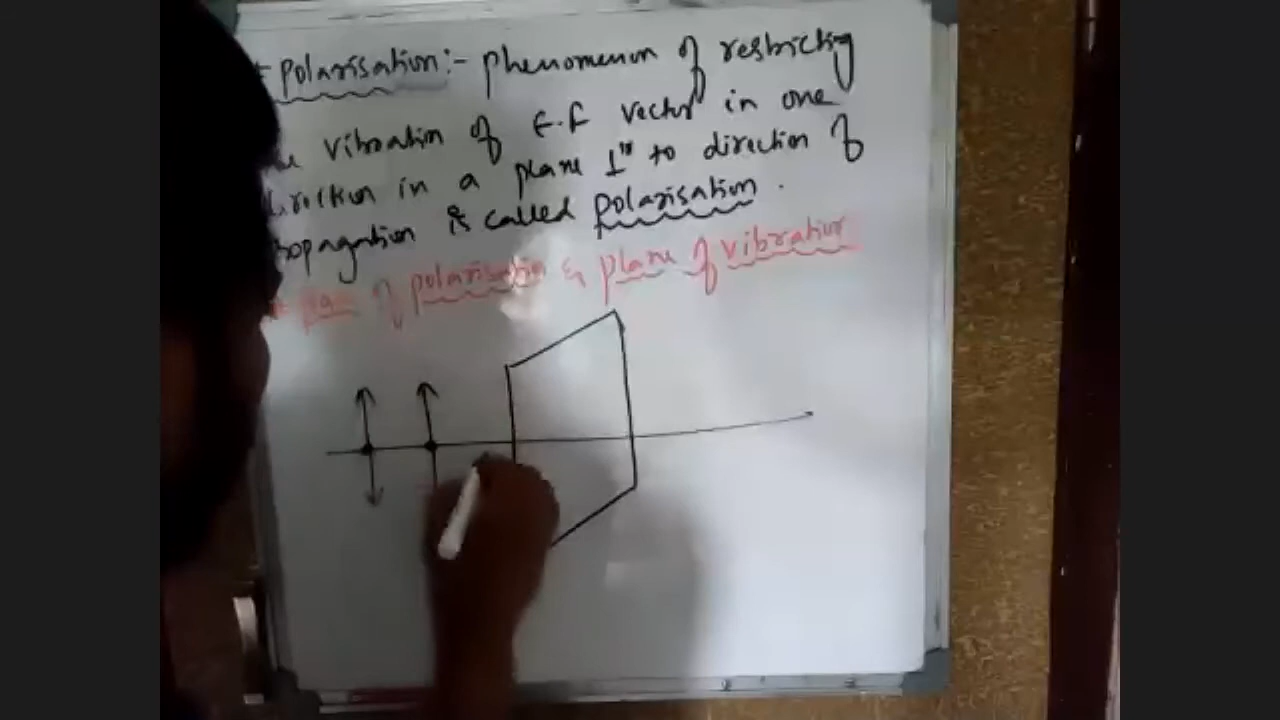 * Polarisation:- phenomenon of restricting
vibration of E.F vector in one
direction in a plane ⊥ʳ to direction of
propagation is called polarisation.
* of polarisation & plane of vibration